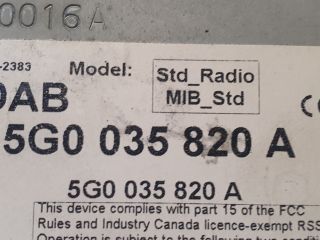 0016A
-2383 Model: Std_Radio
MIB_Std
DAB
5G0 035 820 A
5G0 035 820 A
This device complies with part 15 of the FCC
Rules and Industry Canada licence-exempt RSS
Operation is subject to the following two condition